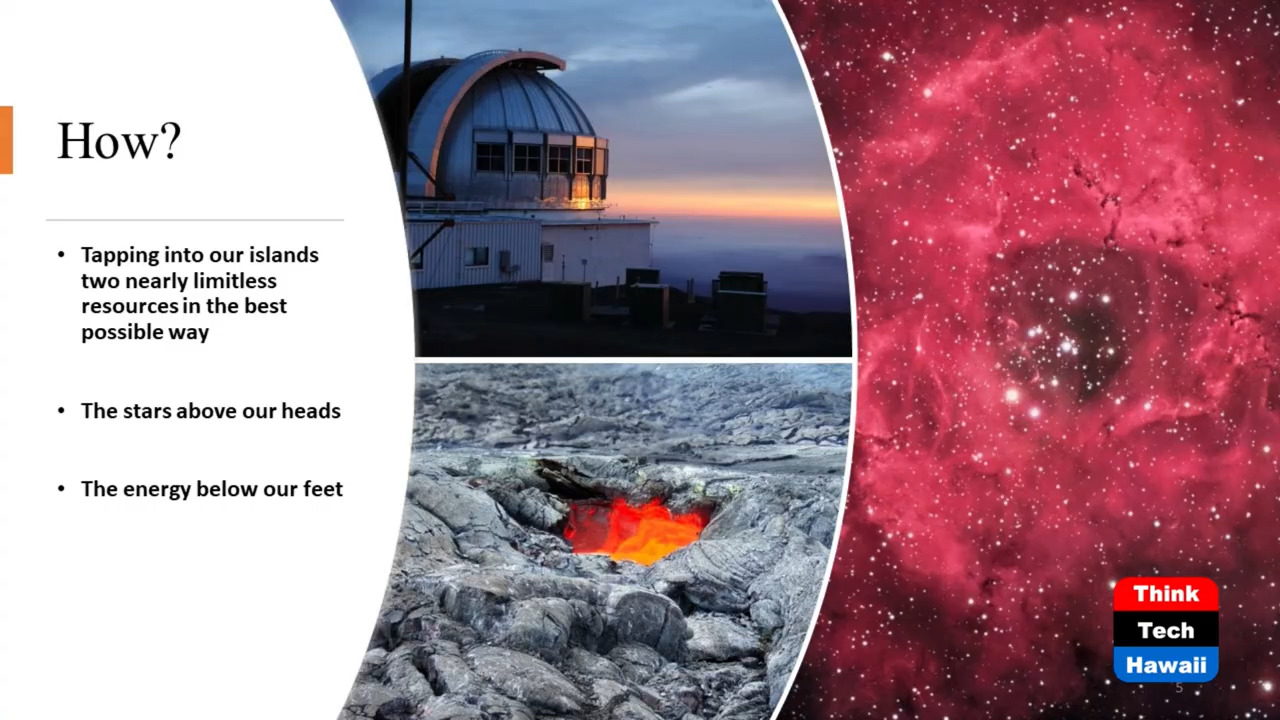 How?
• Tapping into our islands
two nearly limitless
resources in the best
possible way
• The stars above our heads
• The energy below our feet
Think
Tech
Hawaii
5